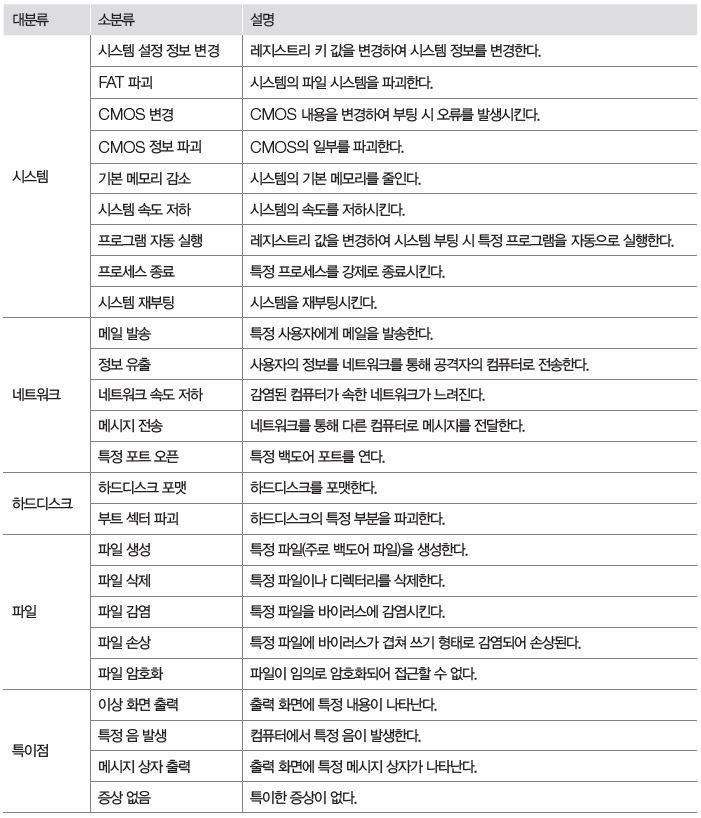 대분류 소분류 설명
시스템 시스템 설정 정보 변경 레지스트리 키 값을 변경하여 시스템 정보를 변경한다.
FAT 파괴 시스템의 파일 시스템을 파괴한다.
CMOS 변경 CMOS 내용을 변경하여 부팅 시 오류를 발생시킨다.
CMOS 정보 파괴 CMOS의 일부를 파괴한다.
기본 메모리 감소 시스템의 기본 메모리를 줄인다.
시스템 속도 저하 시스템의 속도를 저하시킨다.
프로그램 자동 실행 레지스트리 값을 변경하여 시스템 부팅 시 특정 프로그램을 자동으로 실행한다.
프로세스 종료 특정 프로세스를 강제로 종료시킨다.
시스템 재부팅 시스템을 재부팅시킨다.
네트워크 메일 발송 특정 사용자에게 메일을 발송한다.
정보 유출 사용자의 정보를 네트워크를 통해 공격자의 컴퓨터로 전송한다.
네트워크 속도 저하 감염된 컴퓨터가 속한 네트워크가 느려진다.
메시지 전송 네트워크를 통해 다른 컴퓨터로 메시지를 전달한다.
특정 포트 오픈 특정 백도어 포트를 연다.
하드디스크 하드디스크 포맷 하드디스크를 포맷한다.
부트 섹터 파괴 하드디스크의 특정 부분을 파괴한다.
파일 파일 생성 특정 파일(주로 백도어 파일)을 생성한다.
파일 삭제 특정 파일이나 디렉터리를 삭제한다.
파일 감염 특정 파일을 바이러스에 감염시킨다.
파일 손상 특정 파일에 바이러스가 겹쳐 쓰기 형태로 감염되어 손상된다.
파일 암호화 파일이 임의로 암호화되어 접근할 수 없다.
특이점 이상 화면 출력 출력 화면에 특정 내용이 나타난다.
특정 음 발생 컴퓨터에서 특정 음이 발생한다.
메시지 상자 출력 출력 화면에 특정 메시지 상자가 나타난다.
증상 없음 특이한 증상이 없다.